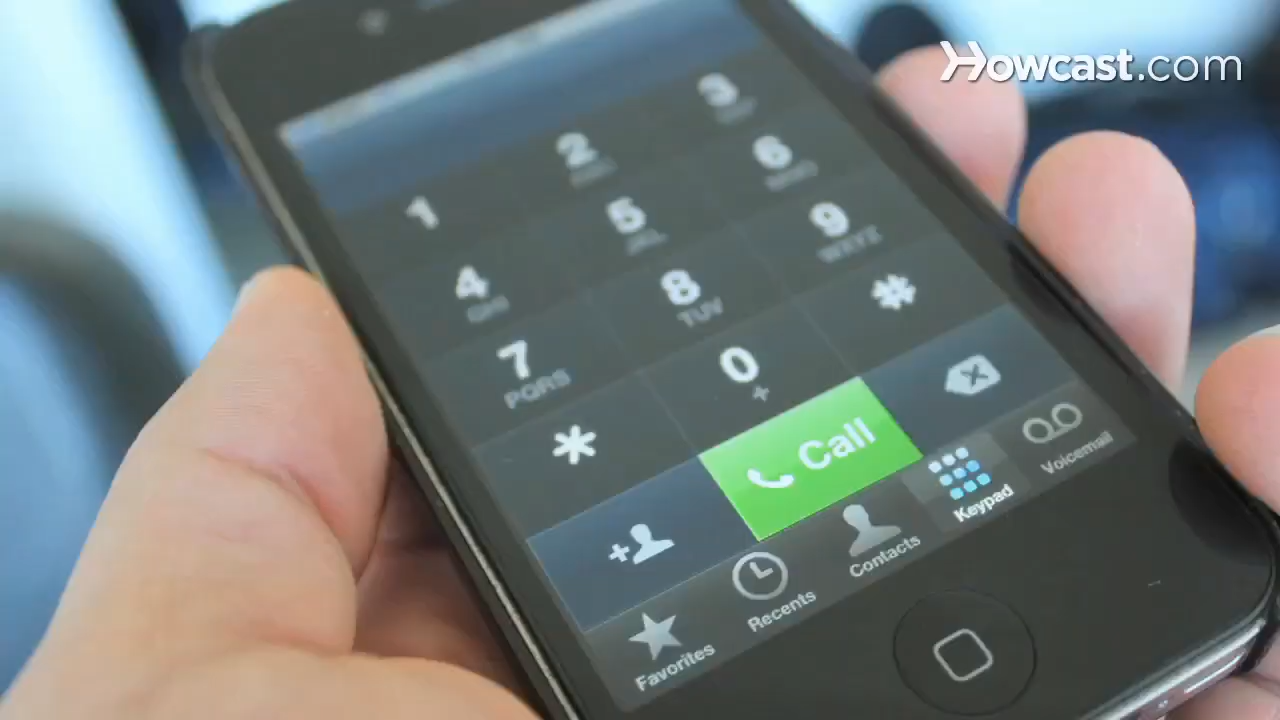 Howcast.com
1 2 3
4 5 6
7 PQRS 8 TUV 9 WXYZ
* 0 + #
Call
Favorites Recents Contacts Keypad Voicemail